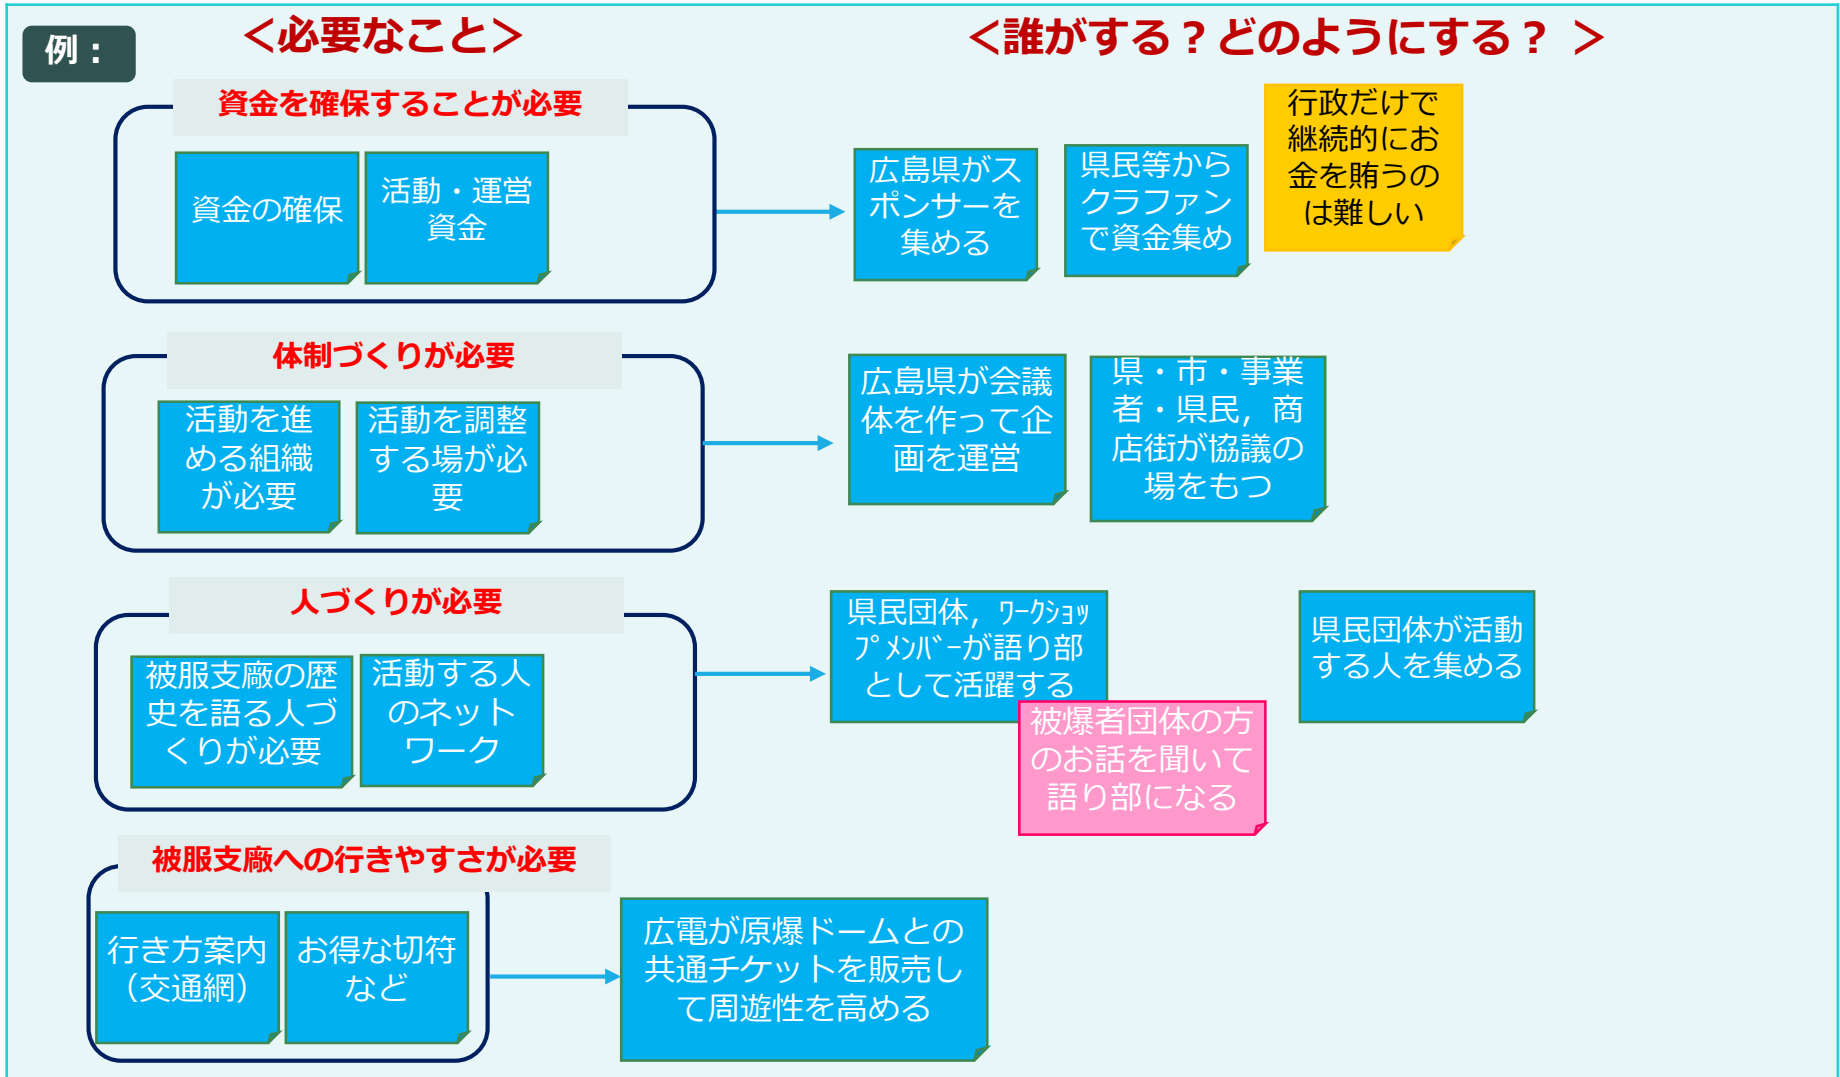 例：
＜必要なこと＞
＜誰がする？どのようにする？ ＞
資金を確保することが必要
資金の確保
活動・運営
資金
広島県がス
ポンサーを
集める
県民等から
クラファン
で資金集め
行政だけで
継続的にお
金を賄うの
は難しい
体制づくりが必要
活動を進
める組織
が必要
活動を調整
する場が必
要
広島県が会議
体を作って企
画を運営
県・市・事業
者・県民，商
店街が協議の
場をもつ
人づくりが必要
被服支廠の歴
史を語る人づ
くりが必要
活動する人
のネット
ワーク
県民団体，ﾜｰｸｼｮｯ
ﾌﾟﾒﾝﾊﾞｰが語り部
として活躍する
被爆者団体の方
のお話を聞いて
語り部になる
県民団体が活動
する人を集める
被服支廠への行きやすさが必要
行き方案内
（交通網）
お得な切符
など
広電が原爆ドームとの
共通チケットを販売し
て周遊性を高める